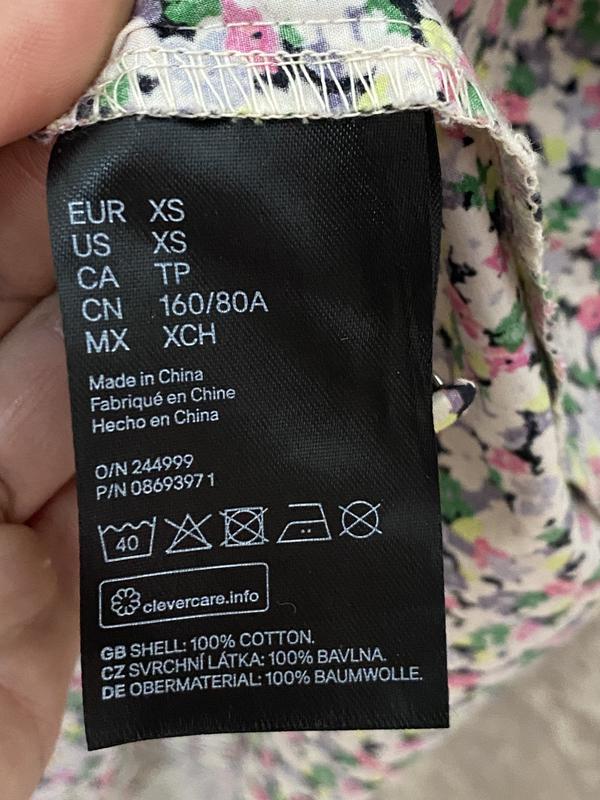 EUR XS
US XS
CA TP
CN 160/80A
MX XCH
Made in China
Fabriqué en Chine
Hecho en China
O/N 244999
P/N 08693971
40
clevercare.info
GB SHELL: 100% COTTON.
CZ SVRCHNÍ LÁTKA: 100% BAVLNA.
DE OBERMATERIAL: 100% BAUMWOLLE.